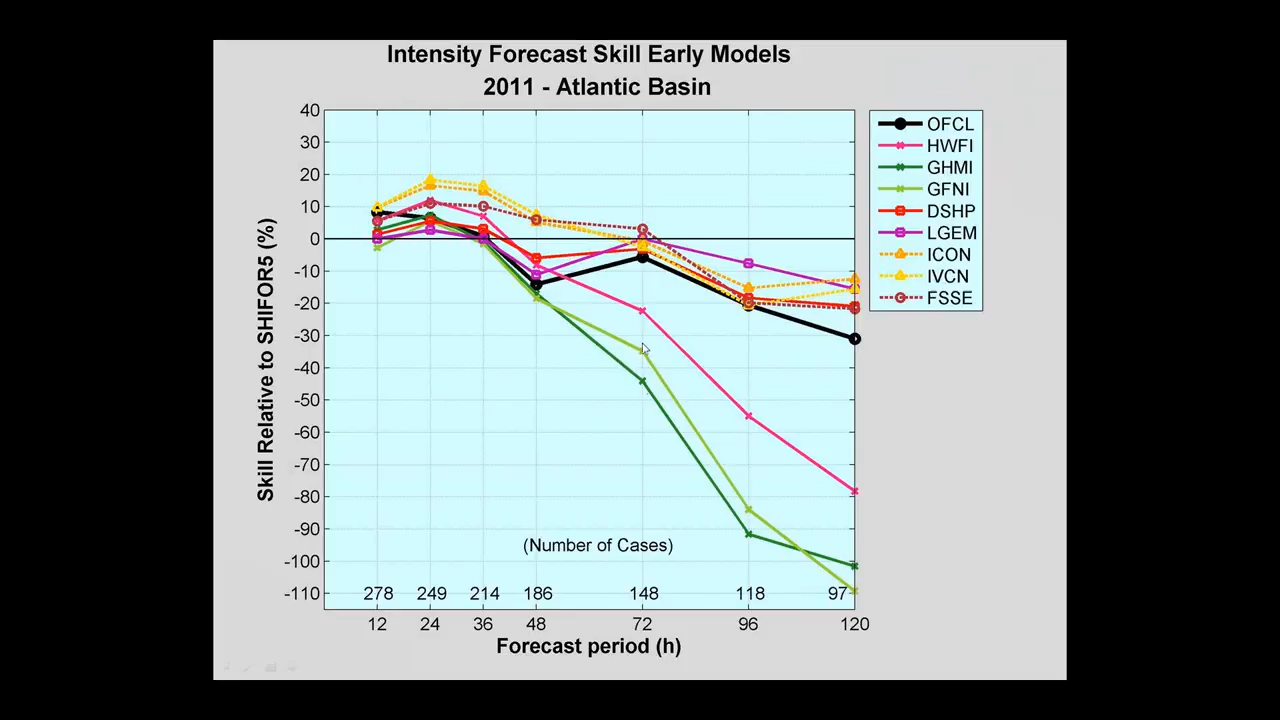 Intensity Forecast Skill Early Models
2011 - Atlantic Basin
Skill Relative to SHIFOR5 (%)
40
30
20
10
0
-10
-20
-30
-40
-50
-60
-70
-80
-90
-100
-110
OFCL
HWFI
GHMI
GFNI
DSHP
LGEM
ICON
IVCN
FSSE
(Number of Cases)
278 249 214 186 148 118 97
12 24 36 48 72 96 120
Forecast period (h)